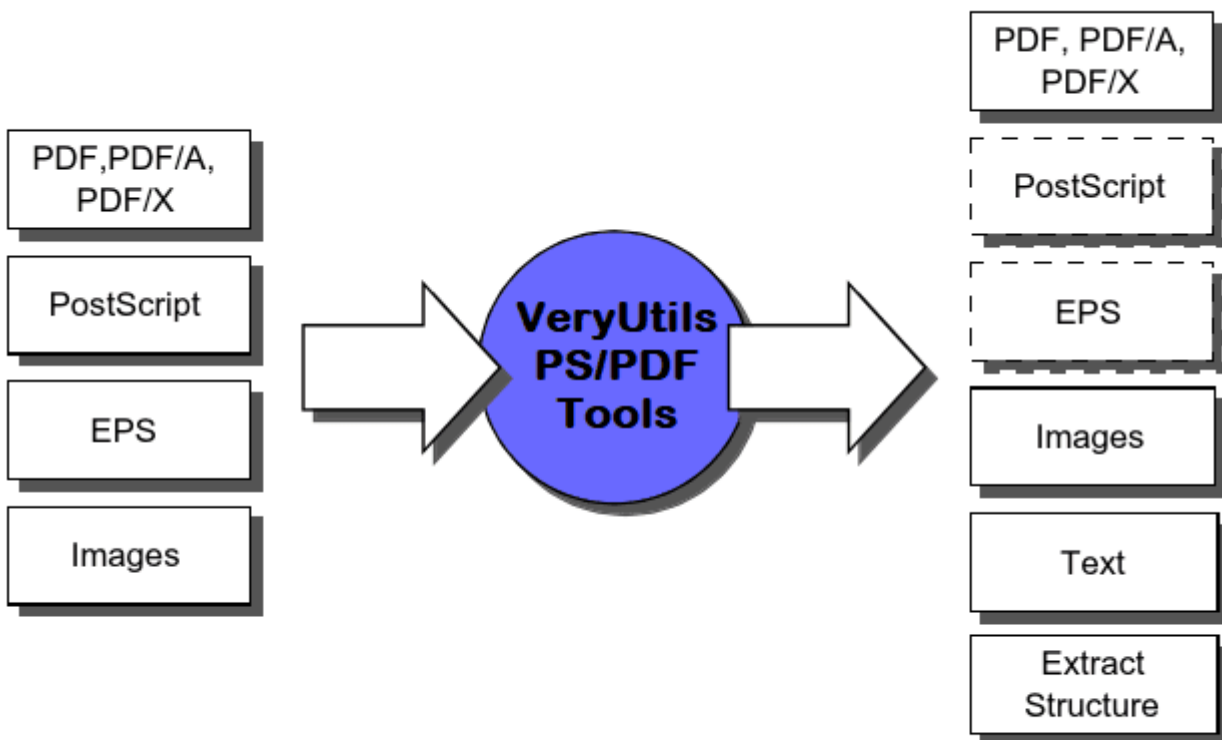 PDF,PDF/A,
PDF/X
PostScript
EPS
Images
VeryUtils
PS/PDF
Tools
PDF, PDF/A,
PDF/X
PostScript
EPS
Images
Text
Extract
Structure